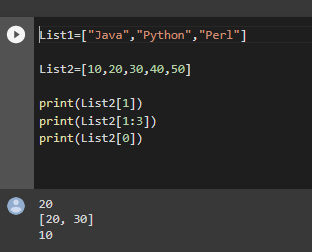 List1=["Java","Python","Perl"]
List2=[10,20,30,40,50]
print(List2[1])
print(List2[1:3])
print(List2[0])
20
[20, 30]
10